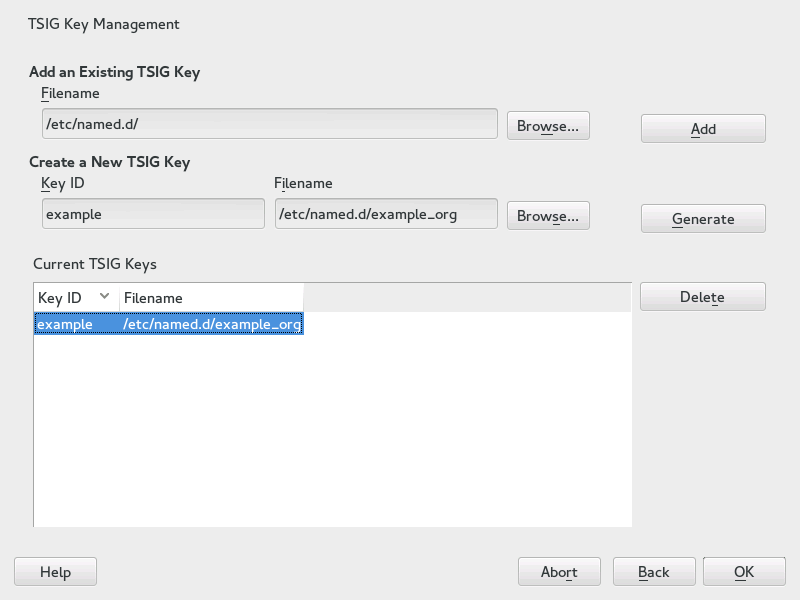 TSIG Key Management
Add an Existing TSIG Key
Filename
/etc/named.d/ Browse... Add
Create a New TSIG Key
Key ID Filename
example /etc/named.d/example_org Browse... Generate
Current TSIG Keys
Key ID Filename Delete
example /etc/named.d/example_org
Help Abort Back OK